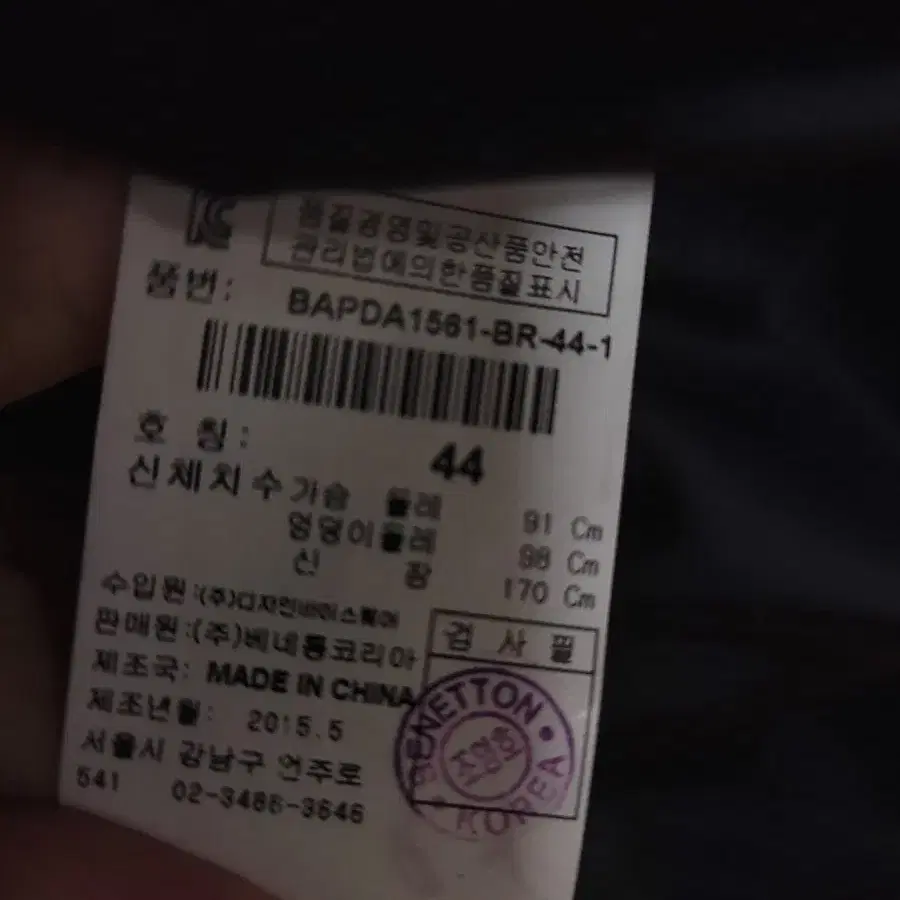 KC
품질경영및공산품안전
관리법에의한품질표시
품번: BAPDA1561-BR-44-1
호 칭: 44
신체치수 가슴 둘레 91 Cm
엉덩이둘레 98 Cm
신 장 170 Cm
수입원:(주)디자인바이스퀘어
판매원:(주)베네통코리아
제조국: MADE IN CHINA
제조년월: 2015.5
서울시 강남구 언주로
541 02-3486-3646
검 사 필
BENETTON
KOREA